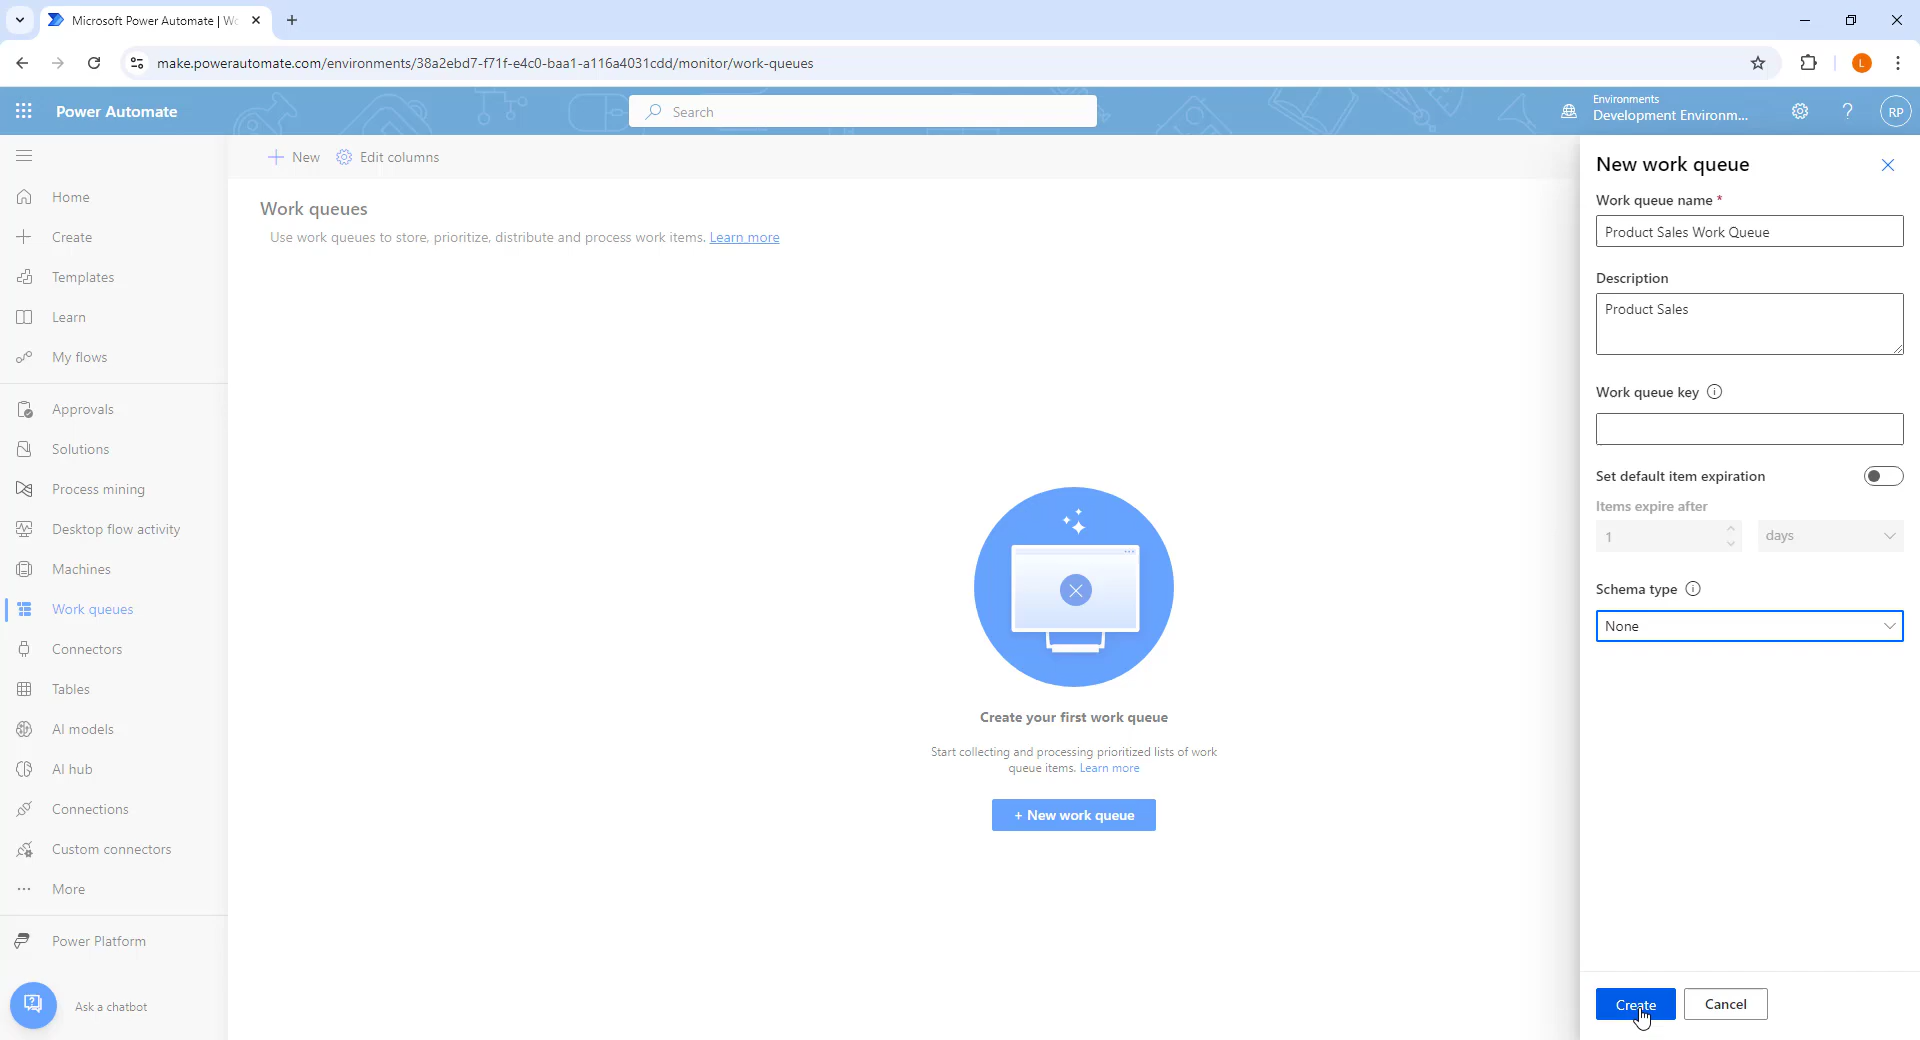 Microsoft Power Automate | Wo
make.powerautomate.com/environments/38a2ebd7-f71f-e4c0-baa1-a116a4031cdd/monitor/work-queues
L
Power Automate
Search
Environments
Development Environm...
?
RP
New
Edit columns
Work queues
Use work queues to store, prioritize, distribute and process work items. Learn more
Home
Create
Templates
Learn
My flows
Approvals
Solutions
Process mining
Desktop flow activity
Machines
Work queues
Connectors
Tables
AI models
AI hub
Connections
Custom connectors
More
Power Platform
Ask a chatbot
Create your first work queue
Start collecting and processing prioritized lists of work
queue items. Learn more
+ New work queue
New work queue
Work queue name *
Product Sales Work Queue
Description
Product Sales
Work queue key
Set default item expiration
Items expire after
1 days
Schema type
None
Create Cancel